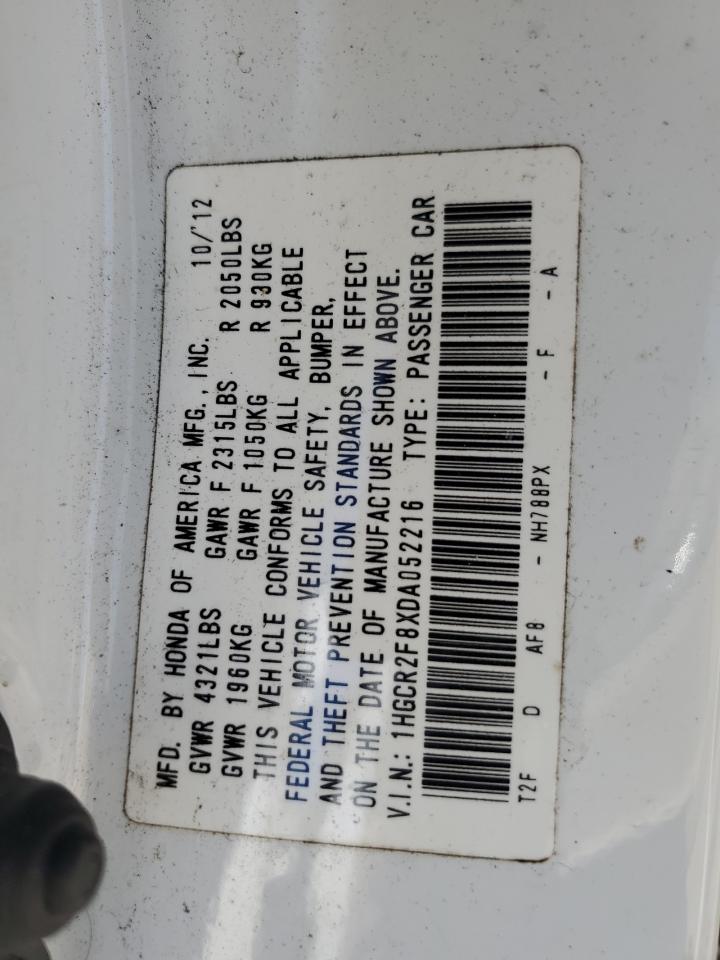 MFD. BY HONDA OF AMERICA MFG., INC. 10/'12
GVWR 4321LBS GAWR F 2315LBS R 2050LBS
GVWR 1960KG GAWR F 1050KG R 930KG
THIS VEHICLE CONFORMS TO ALL APPLICABLE
FEDERAL MOTOR VEHICLE SAFETY, BUMPER,
AND THEFT PREVENTION STANDARDS IN EFFECT
ON THE DATE OF MANUFACTURE SHOWN ABOVE.
V.I.N.: 1HGCR2F8XDA052216 TYPE: PASSENGER CAR
T2F D AF8 - NH788PX - F - A